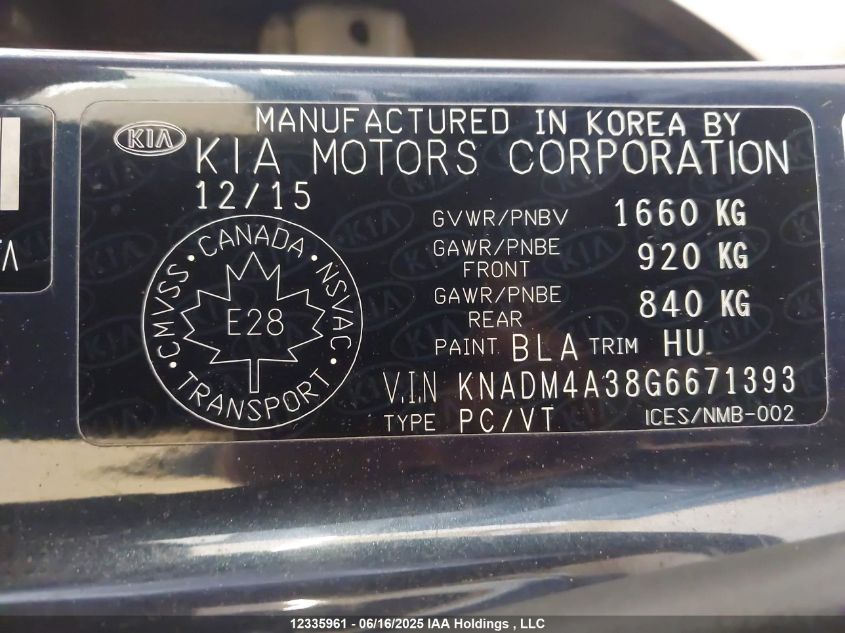 MANUFACTURED IN KOREA BY
KIA
KIA MOTORS CORPORATION
12/15
GVWR/PNBV 1660 KG
GAWR/PNBE FRONT 920 KG
GAWR/PNBE REAR 840 KG
PAINT BLA TRIM HU
V.I.N KNADM4A38G6671393
TYPE PC/VT ICES/NMB-002
CANADA • NSVAC • TRANSPORT • CMVSS •
E28
12335961 - 06/16/2025 IAA Holdings , LLC